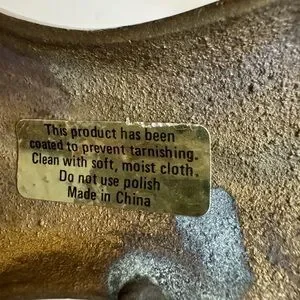 This product has been
coated to prevent tarnishing.
Clean with soft, moist cloth.
Do not use polish
Made in China